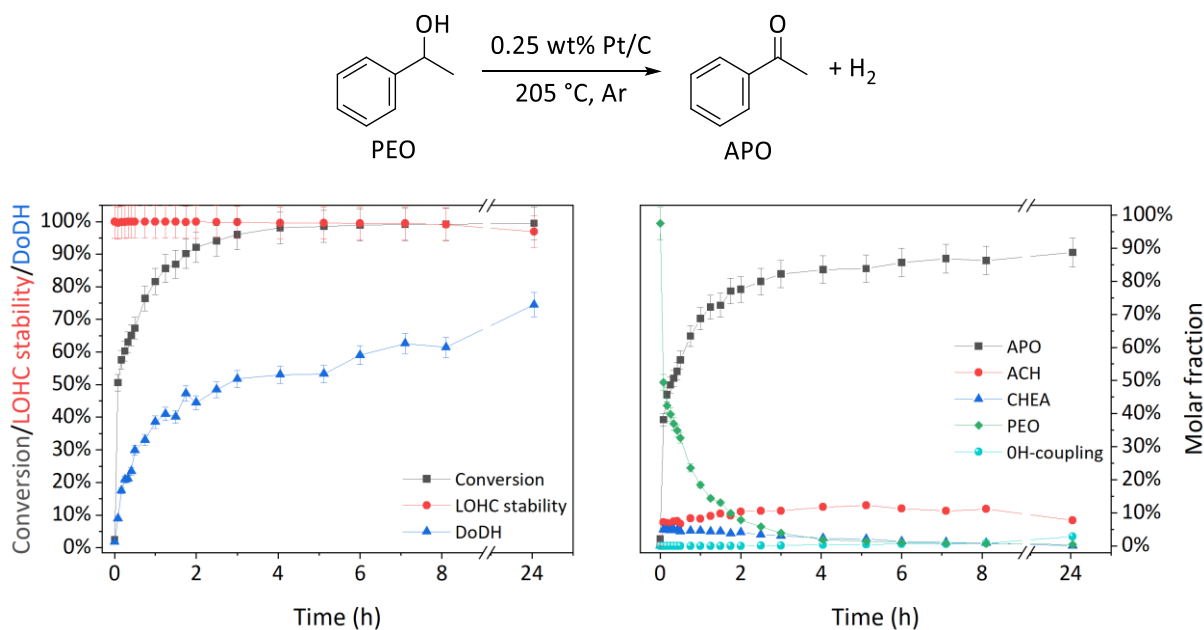 OH
0.25 wt% Pt/C
205 °C, Ar
O
+ H₂
PEO
APO
Conversion/LOHC stability/DoDH
100%
90%
80%
70%
60%
50%
40%
30%
20%
10%
0%
Conversion
LOHC stability
DoDH
0 2 4 6 8 24
Time (h)
APO
ACH
CHEA
PEO
0H-coupling
100%
90%
80%
70%
60%
50%
40%
30%
20%
10%
0%
Molar fraction
0 2 4 6 8 24
Time (h)